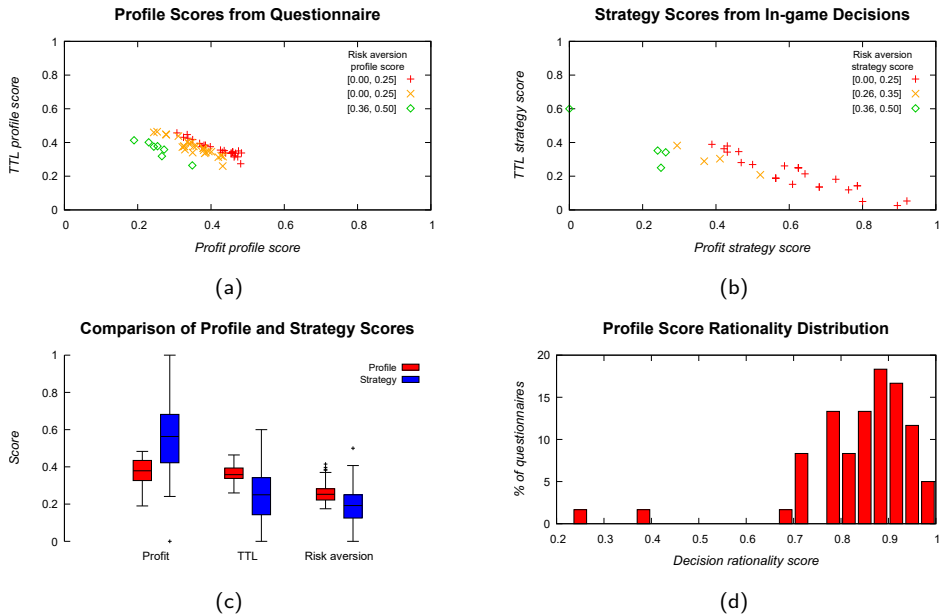 Profile Scores from Questionnaire
Risk aversion
profile score
[0.00, 0.25]
[0.00, 0.25]
[0.36, 0.50]
TTL profile score
1
0.8
0.6
0.4
0.2
0
0 0.2 0.4 0.6 0.8 1
Profit profile score
(a)
Strategy Scores from In-game Decisions
Risk aversion
strategy score
[0.00, 0.25]
[0.26, 0.35]
[0.36, 0.50]
TTL strategy score
1
0.8
0.6
0.4
0.2
0
0 0.2 0.4 0.6 0.8 1
Profit strategy score
(b)
Comparison of Profile and Strategy Scores
Profile
Strategy
Score
1
0.8
0.6
0.4
0.2
0
Profit TTL Risk aversion
(c)
Profile Score Rationality Distribution
% of questionnaires
20
15
10
5
0
0.2 0.3 0.4 0.5 0.6 0.7 0.8 0.9 1
Decision rationality score
(d)